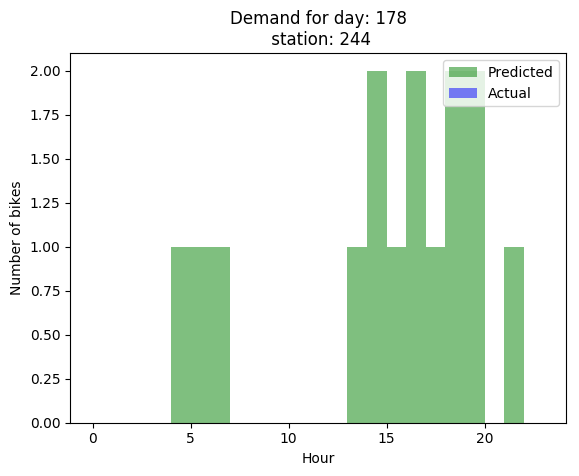 Demand for day: 178
station: 244
Predicted
Actual
2.00
1.75
1.50
1.25
1.00
0.75
0.50
0.25
0.00
Number of bikes
0 5 10 15 20
Hour